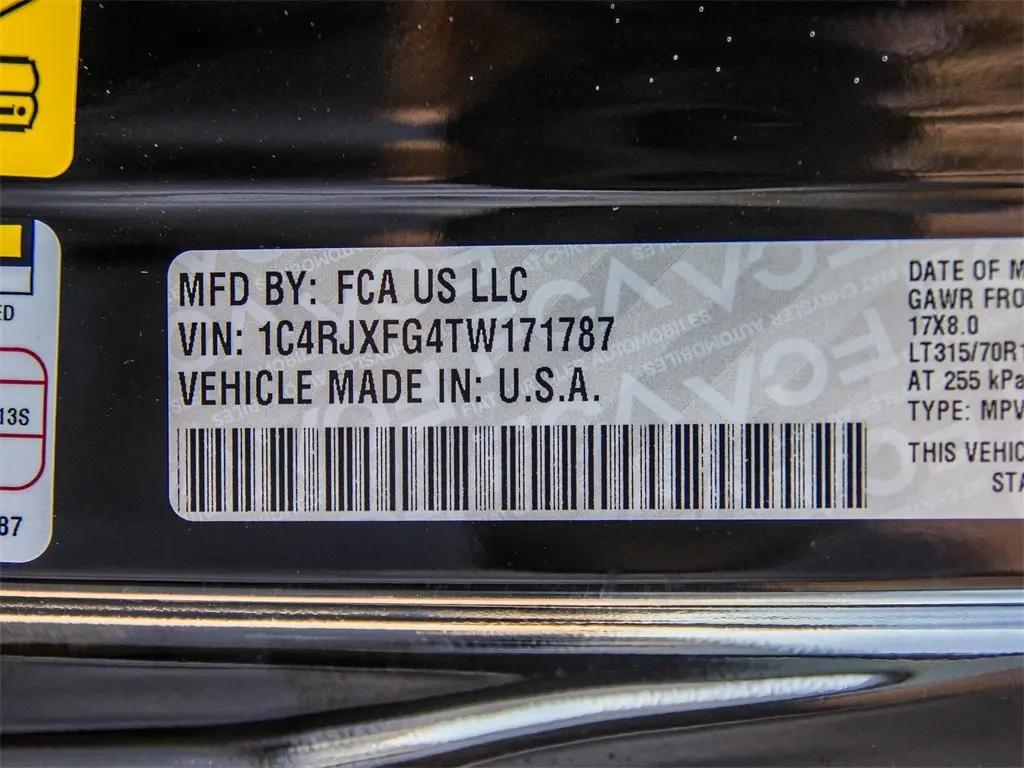 MFD BY: FCA US LLC
VIN: 1C4RJXFG4TW171787
VEHICLE MADE IN: U.S.A.
DATE OF M
GAWR FRO
17X8.0
LT315/70R1
AT 255 kPa
TYPE: MPV
THIS VEHIC
STA
ED
13S
87